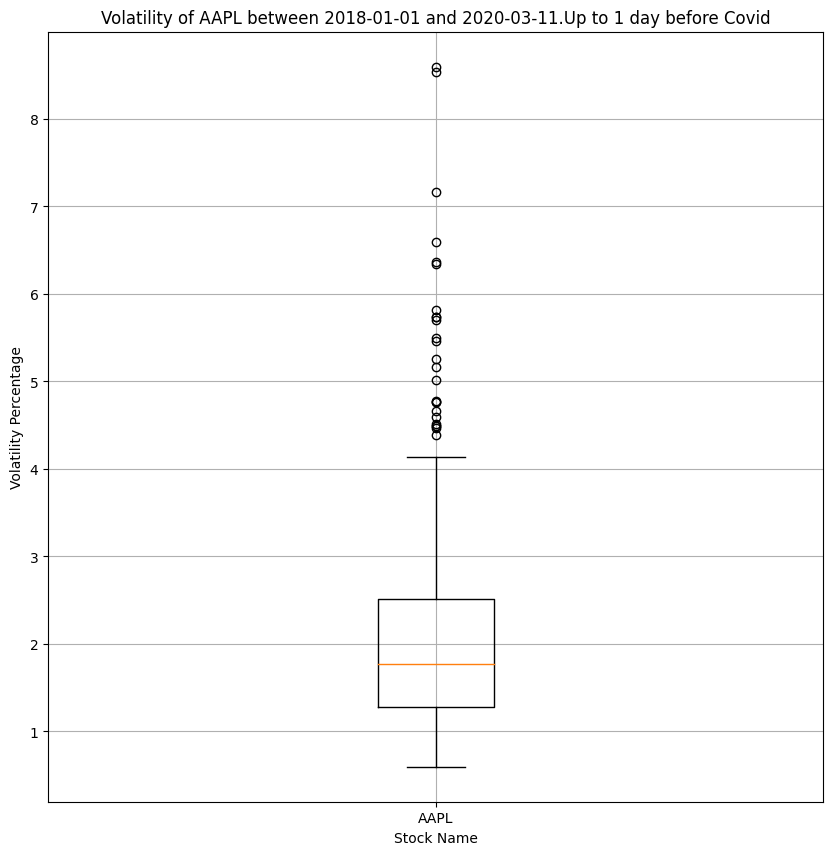 Volatility of AAPL between 2018-01-01 and 2020-03-11.Up to 1 day before Covid
Volatility Percentage
8
7
6
5
4
3
2
1
AAPL
Stock Name